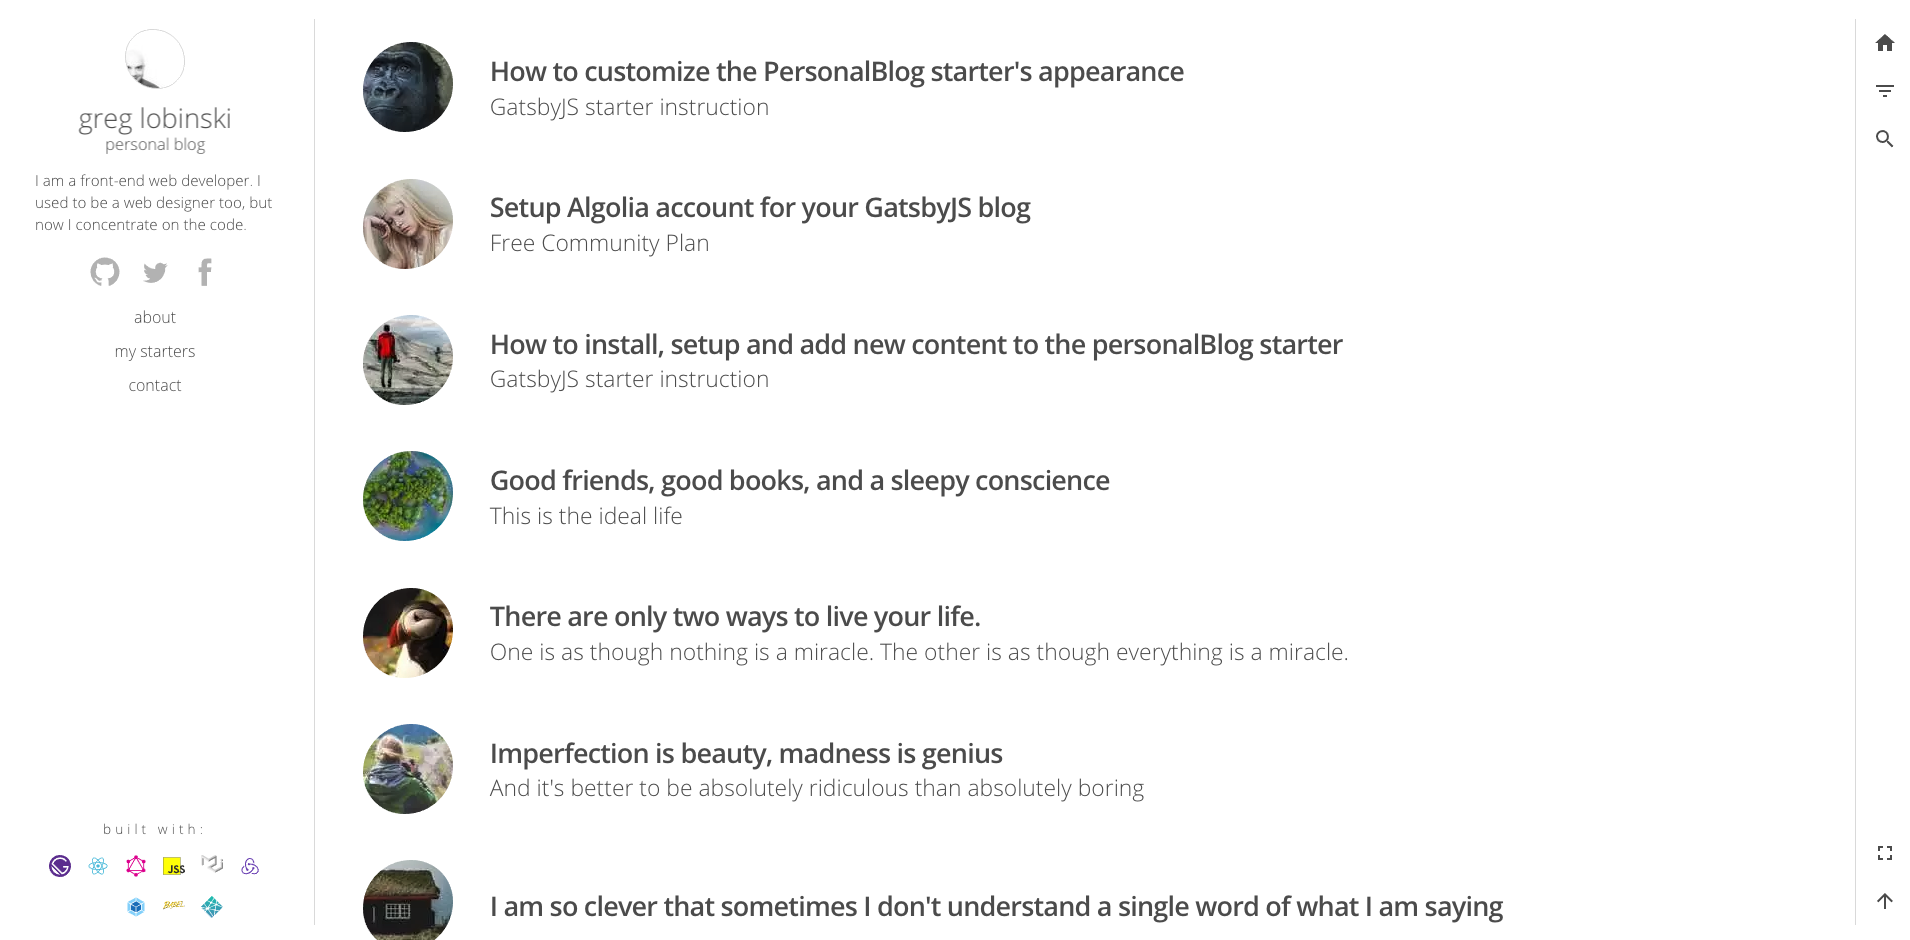 greg lobinski
personal blog
I am a front-end web developer. I
used to be a web designer too, but
now I concentrate on the code.
about
my starters
contact
built with:
JSS
BABEL
How to customize the PersonalBlog starter's appearance
GatsbyJS starter instruction
Setup Algolia account for your GatsbyJS blog
Free Community Plan
How to install, setup and add new content to the personalBlog starter
GatsbyJS starter instruction
Good friends, good books, and a sleepy conscience
This is the ideal life
There are only two ways to live your life.
One is as though nothing is a miracle. The other is as though everything is a miracle.
Imperfection is beauty, madness is genius
And it's better to be absolutely ridiculous than absolutely boring
I am so clever that sometimes I don't understand a single word of what I am saying